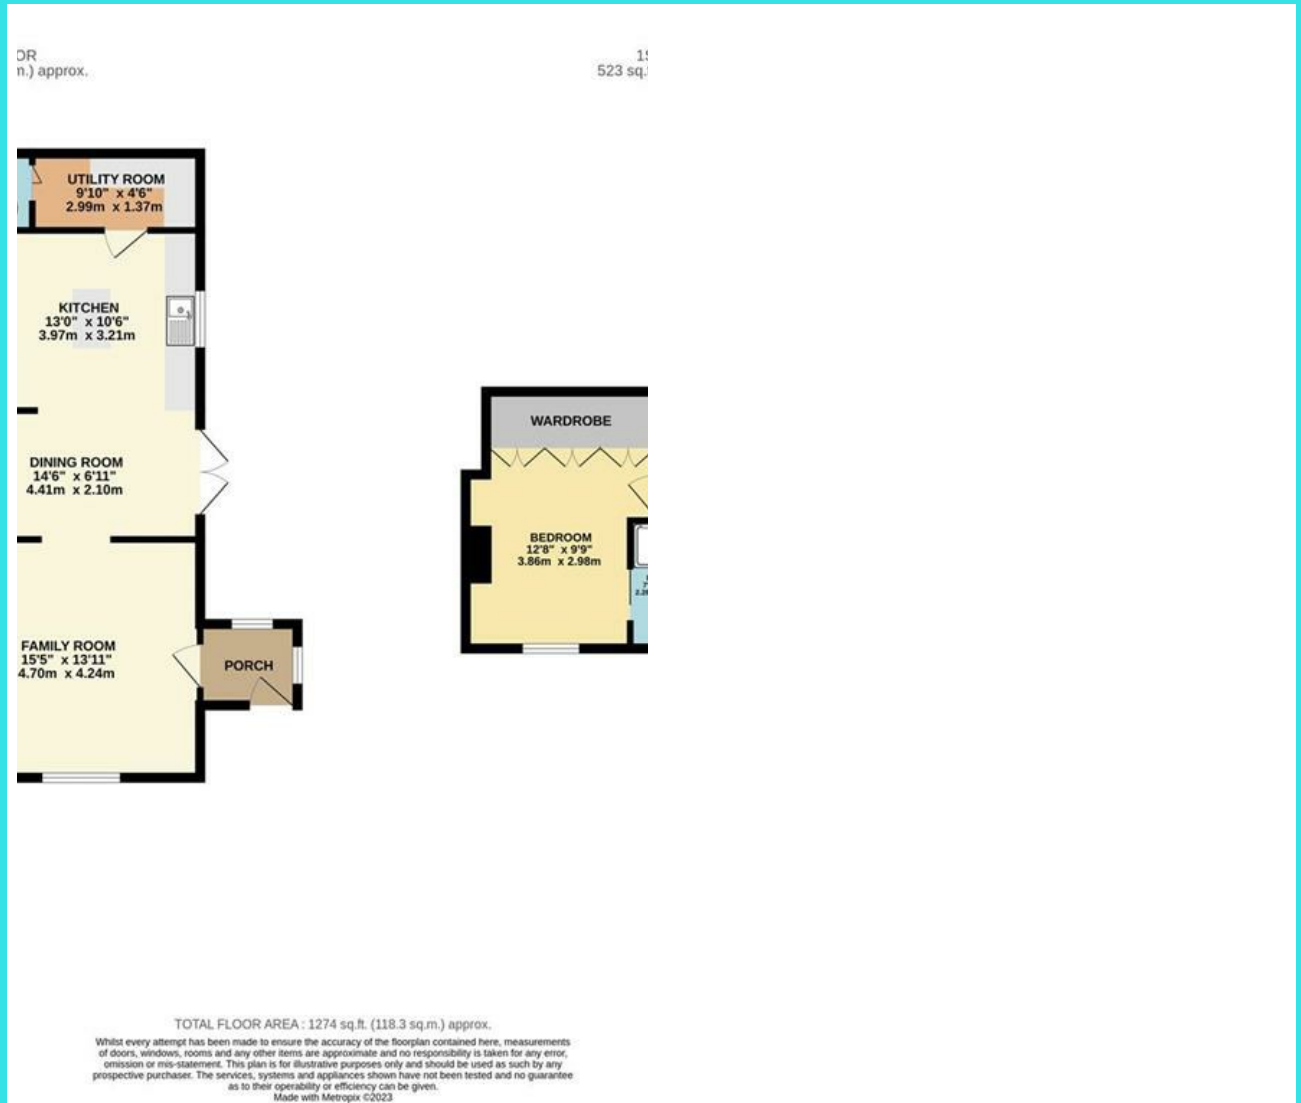 OR
m.) approx.
523 sq.
UTILITY ROOM
9'10" x 4'6"
2.99m x 1.37m
KITCHEN
13'0" x 10'6"
3.97m x 3.21m
DINING ROOM
14'6" x 6'11"
4.41m x 2.10m
FAMILY ROOM
15'5" x 13'11"
4.70m x 4.24m
PORCH
WARDROBE
BEDROOM
12'8" x 9'9"
3.86m x 2.98m
TOTAL FLOOR AREA : 1274 sq.ft. (118.3 sq.m.) approx.
Whilst every attempt has been made to ensure the accuracy of the floorplan contained here, measurements
of doors, windows, rooms and any other items are approximate and no responsibility is taken for any error,
omission or mis-statement. This plan is for illustrative purposes only and should be used as such by any
prospective purchaser. The services, systems and appliances shown have not been tested and no guarantee
as to their operability or efficiency can be given.
Made with Metropix ©2023